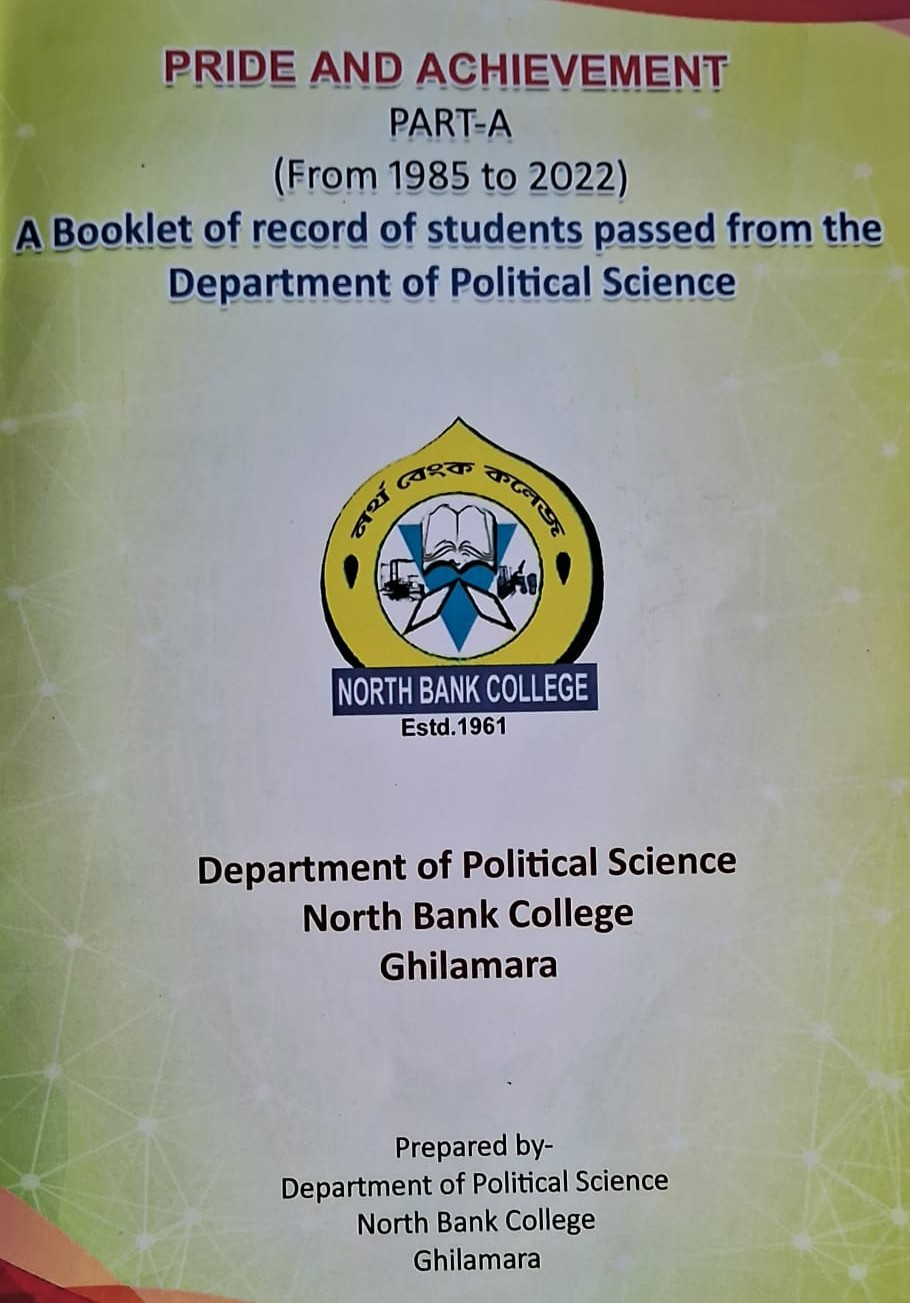 PRIDE AND ACHIEVEMENT
PART-A
(From 1985 to 2022)
A Booklet of record of students passed from the
Department of Political Science
নৰ্থ বেংক কলেজ
NORTH BANK COLLEGE
Estd.1961
Department of Political Science
North Bank College
Ghilamara
Prepared by-
Department of Political Science
North Bank College
Ghilamara